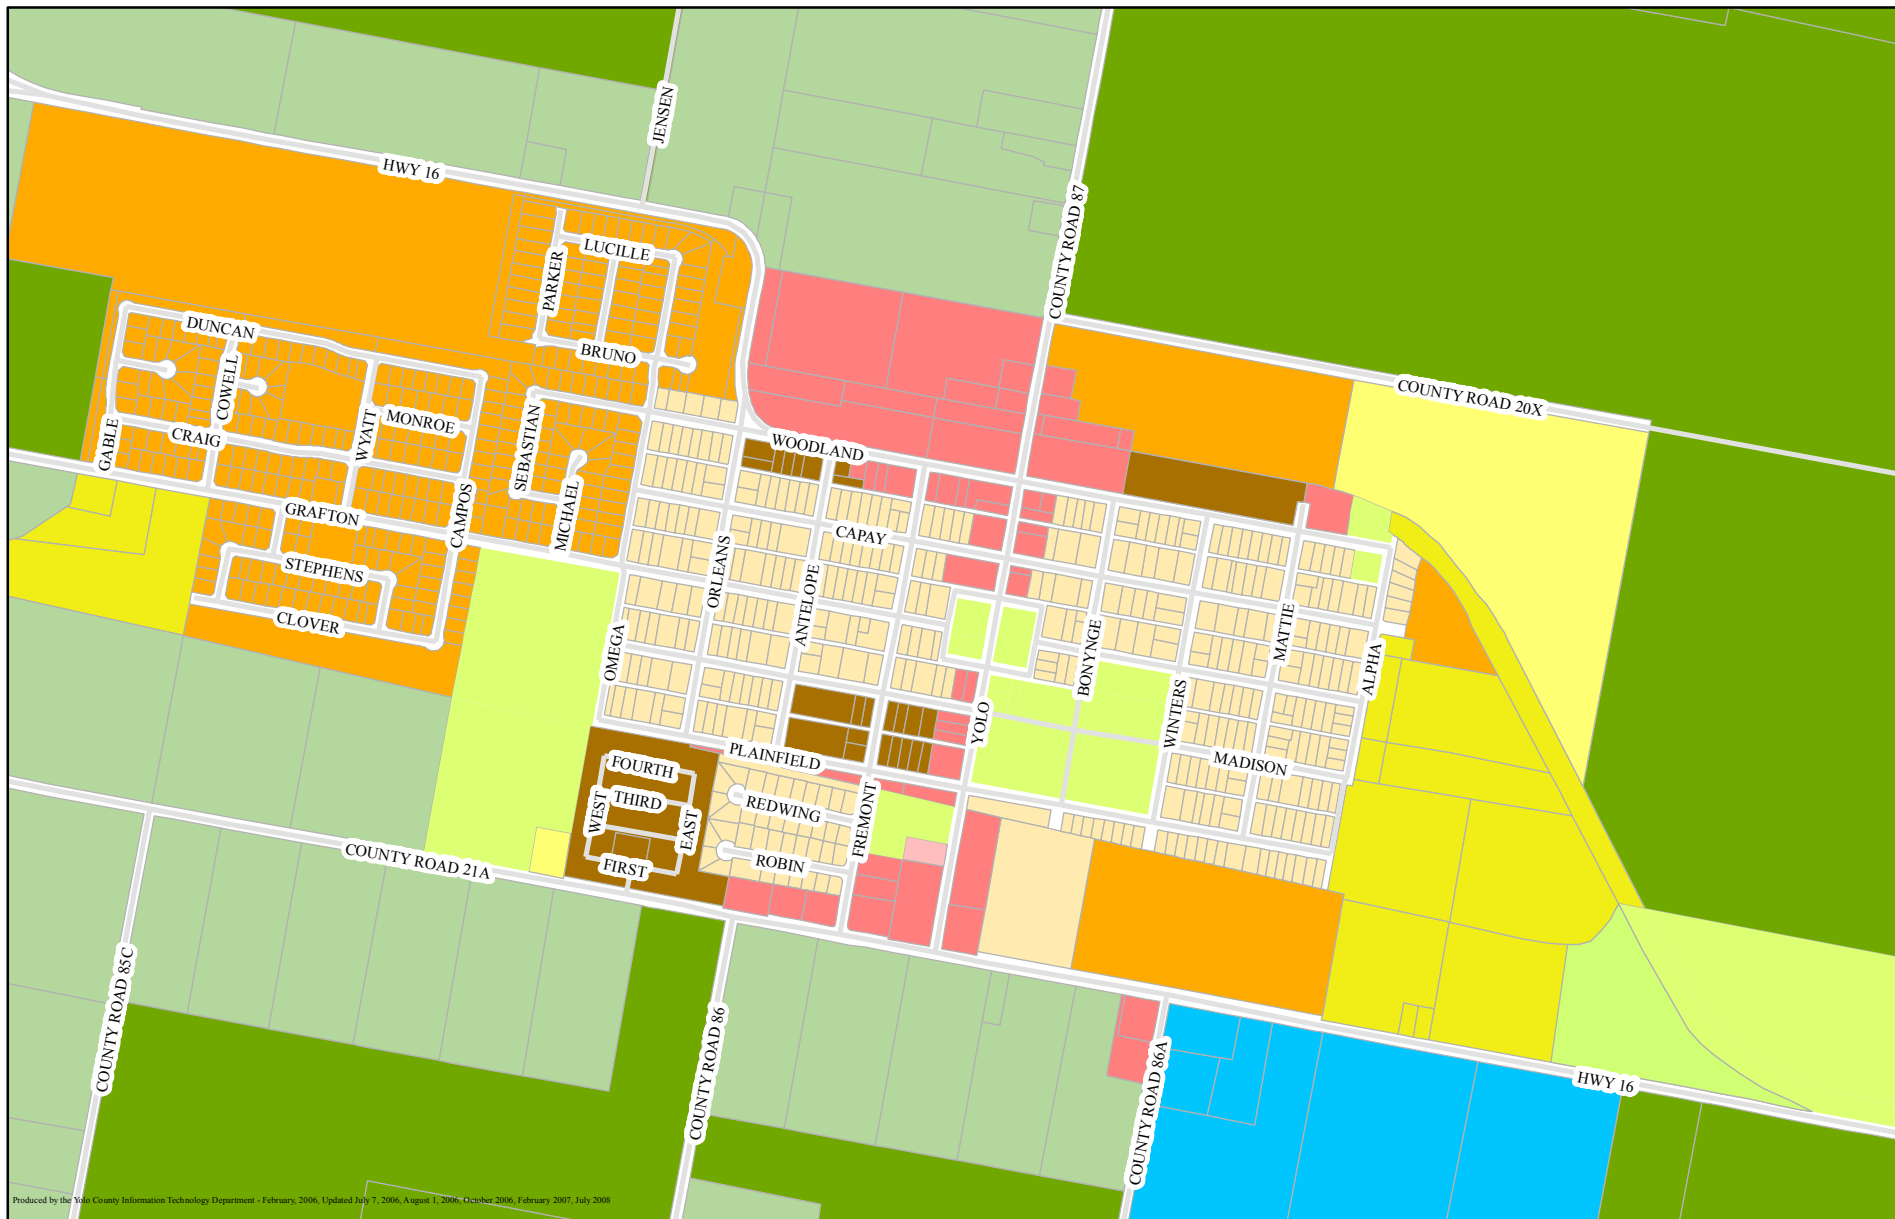 JENSEN
HWY 16
COUNTY ROAD 87
LUCILLE
PARKER
DUNCAN
BRUNO
COWELL
COUNTY ROAD 20X
WYATT
MONROE
GABLE
CRAIG
SEBASTIAN
WOODLAND
CAMPOS
MICHAEL
GRAFTON
CAPAY
ORLEANS
ANTELOPE
STEPHENS
CLOVER
OMEGA
BONYNGE
MATTIE
ALPHA
YOLO
WINTERS
PLAINFIELD
MADISON
FOURTH
THIRD
WEST
EAST
FIRST
REDWING
FREMONT
ROBIN
COUNTY ROAD 21A
COUNTY ROAD 85C
COUNTY ROAD 86
COUNTY ROAD 86A
HWY 16
Produced by the Yolo County Information Technology Department - February, 2006, Updated July 7, 2006, August 1, 2006, October 2006, February 2007, July 2008